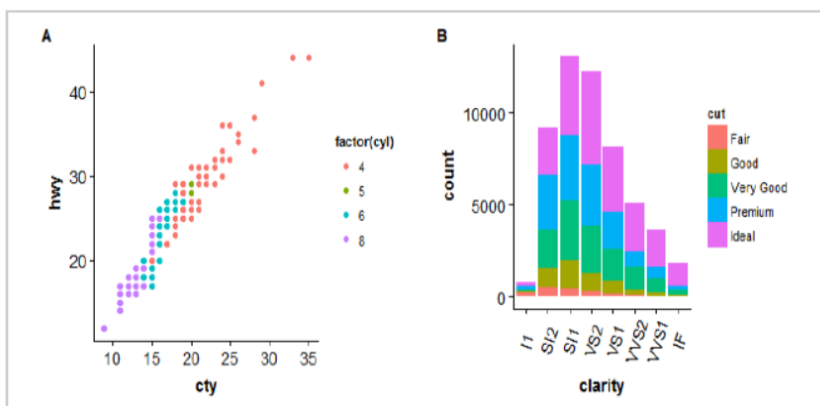 A
hwy
40
30
20
10
15
20
25
30
35
cty
factor(cyl)
4
5
6
8
B
count
10000
5000
0
I1
SI2
SI1
VS2
VS1
VVS2
VVS1
IF
clarity
cut
Fair
Good
Very Good
Premium
Ideal